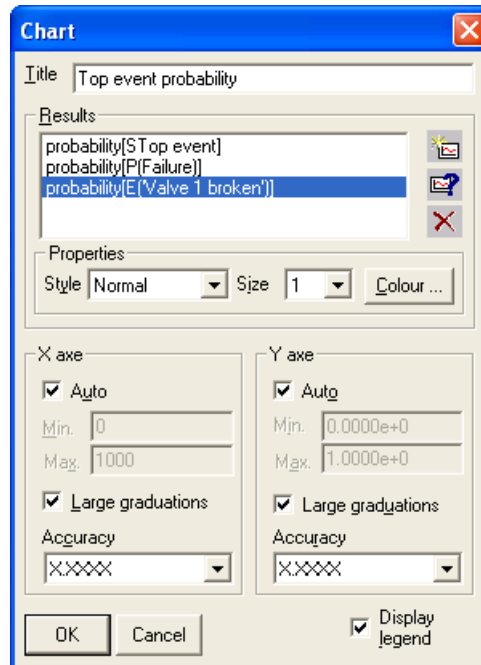 Chart
Title Top event probability
Results
probability[STop event]
probability[P(Failure)]
probability[E('Valve 1 broken')]
Properties
Style Normal Size 1 Colour ...
X axe
Auto
Min. 0
Max. 1000
Large graduations
Accuracy
X.XXXX
Y axe
Auto
Min. 0.0000e+0
Max. 1.0000e+0
Large graduations
Accuracy
X.XXXX
OK Cancel
Display
legend